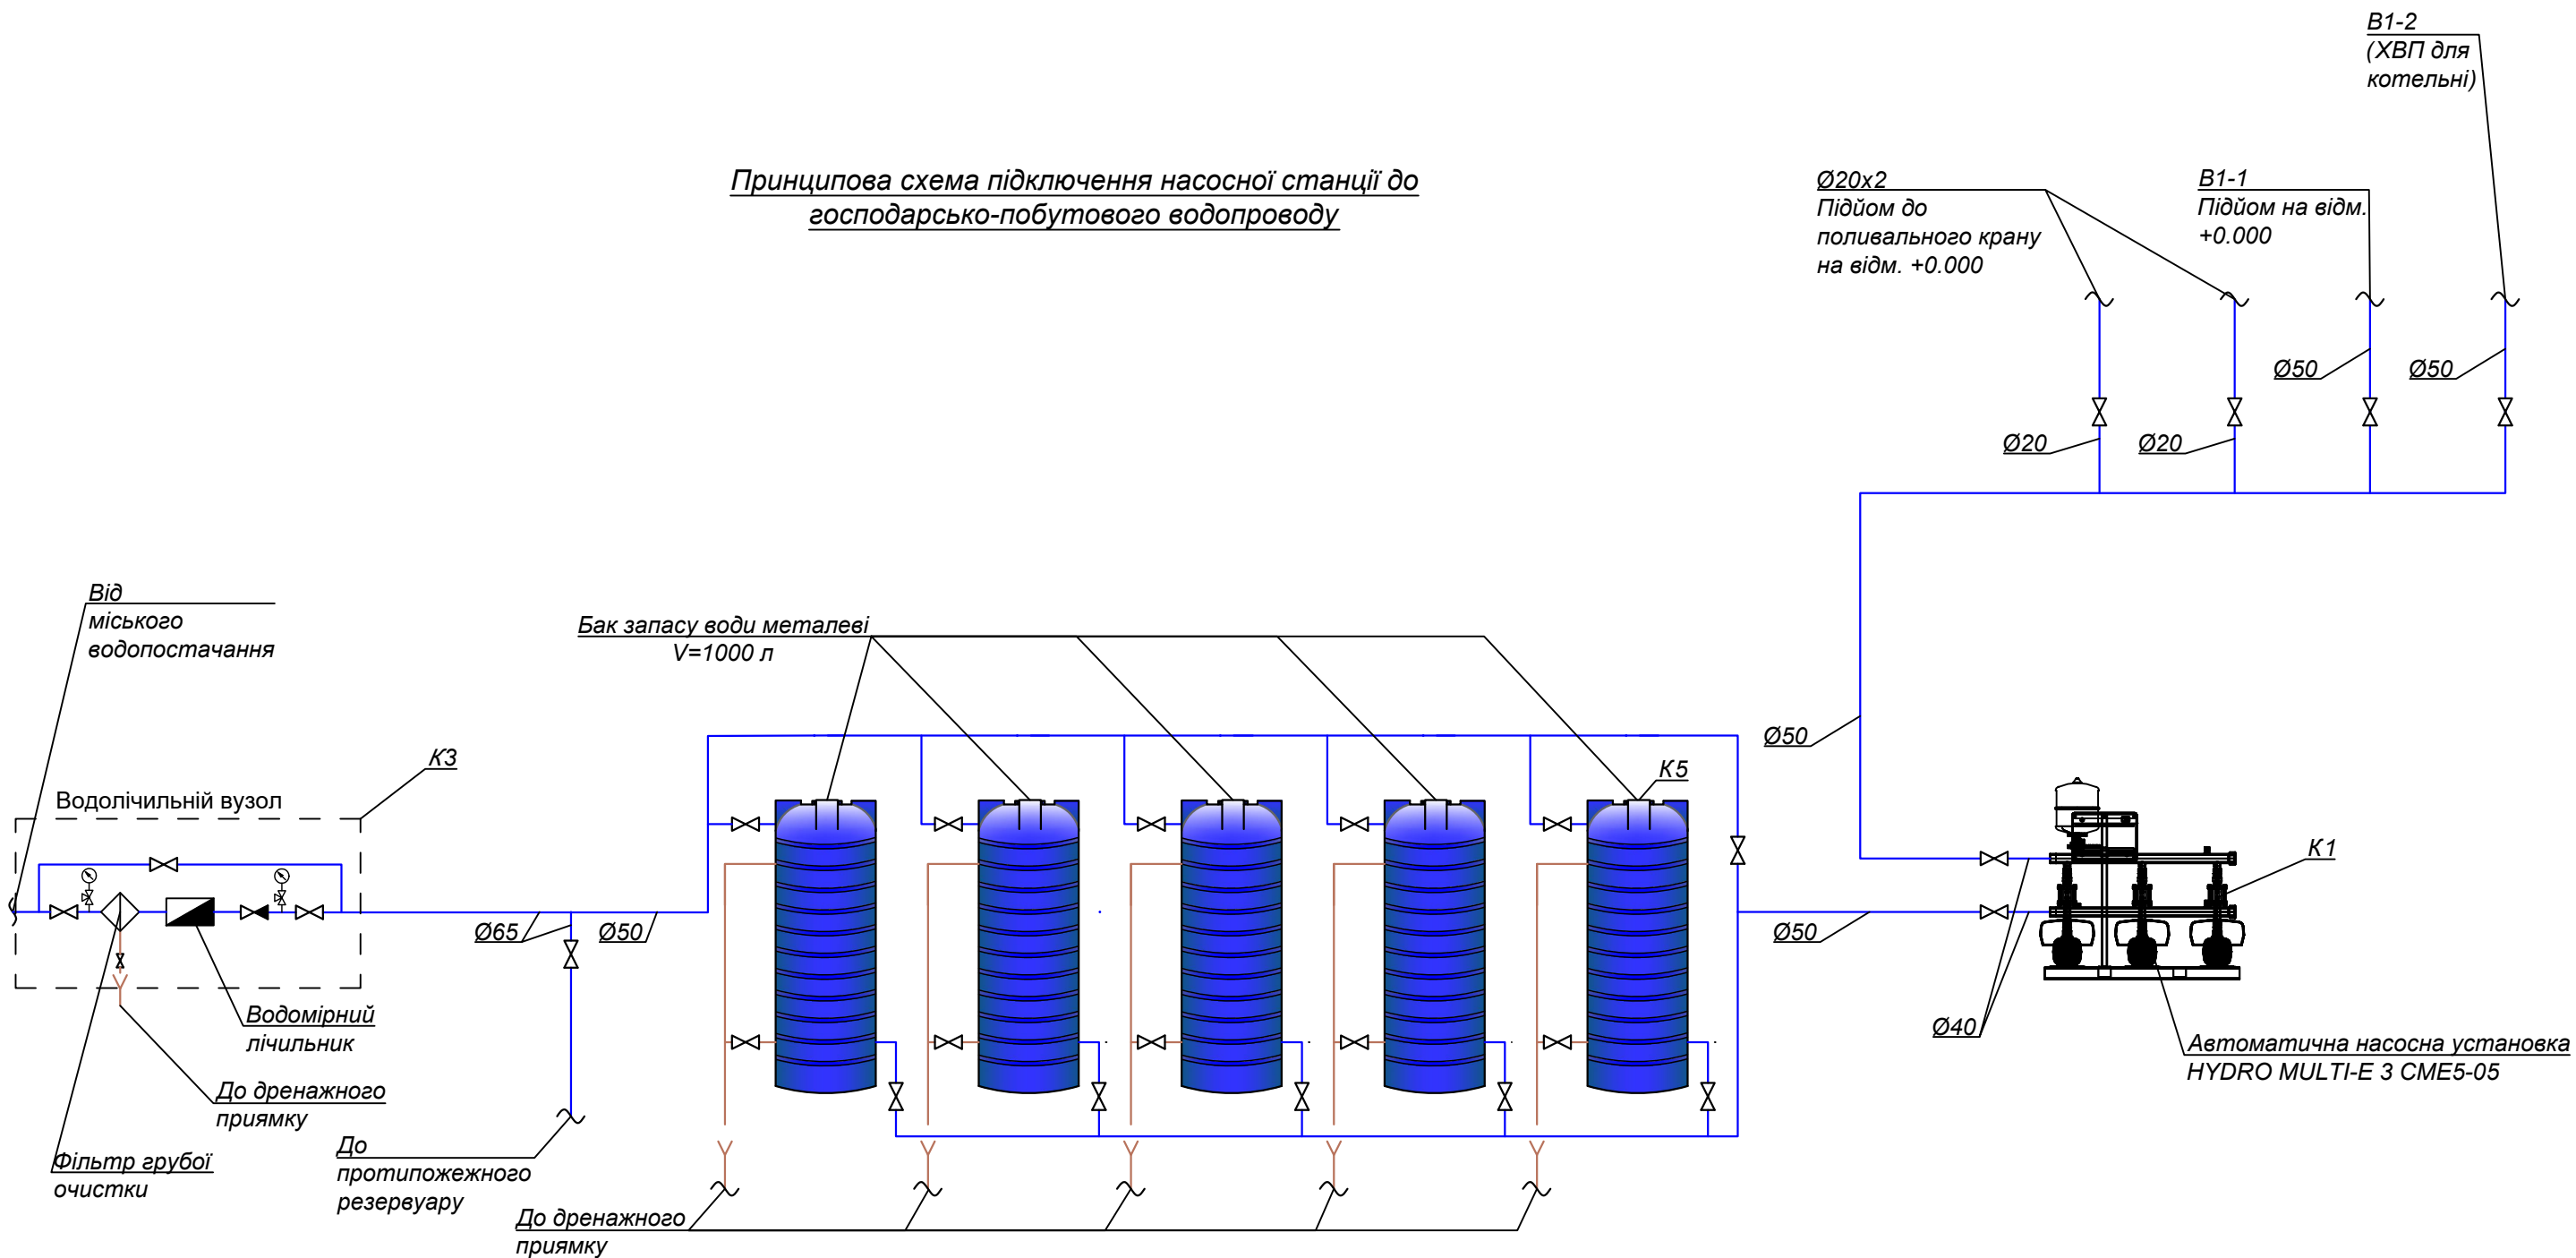 В1-2
(ХВП для
котельні)
Принципова схема підключення насосної станції до
господарсько-побутового водопроводу
Ø20х2
Підйом до
поливального крану
на відм. +0.000
В1-1
Підйом на відм.
+0.000
Ø50
Ø50
Ø20
Ø20
Від
міського
водопостачання
Бак запасу води металеві
V=1000 л
Ø50
К3
К5
Водолічильній вузол
К1
Ø65
Ø50
Ø50
Ø40
Водомірний
лічильник
Автоматична насосна установка
HYDRO MULTI-E 3 CME5-05
До дренажного
приямку
До
протипожежного
резервуару
Фільтр грубої
очистки
До дренажного
приямку